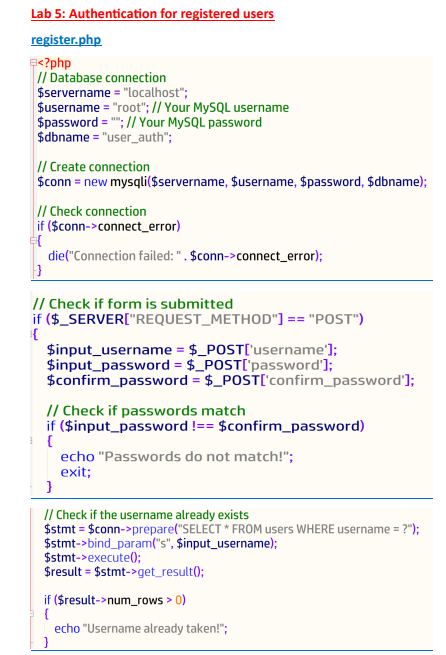 Lab 5: Authentication for registered users
register.php
<?php
// Database connection
$servername = "localhost";
$username = "root"; // Your MySQL username
$password = ""; // Your MySQL password
$dbname = "user_auth";
// Create connection
$conn = new mysqli($servername, $username, $password, $dbname);
// Check connection
if ($conn->connect_error)
{
die("Connection failed: " . $conn->connect_error);
}
// Check if form is submitted
if ($_SERVER["REQUEST_METHOD"] == "POST")
{
$input_username = $_POST['username'];
$input_password = $_POST['password'];
$confirm_password = $_POST['confirm_password'];
// Check if passwords match
if ($input_password !== $confirm_password)
{
echo "Passwords do not match!";
exit;
}
// Check if the username already exists
$stmt = $conn->prepare("SELECT * FROM users WHERE username = ?");
$stmt->bind_param("s", $input_username);
$stmt->execute();
$result = $stmt->get_result();
if ($result->num_rows > 0)
{
echo "Username already taken!";
}